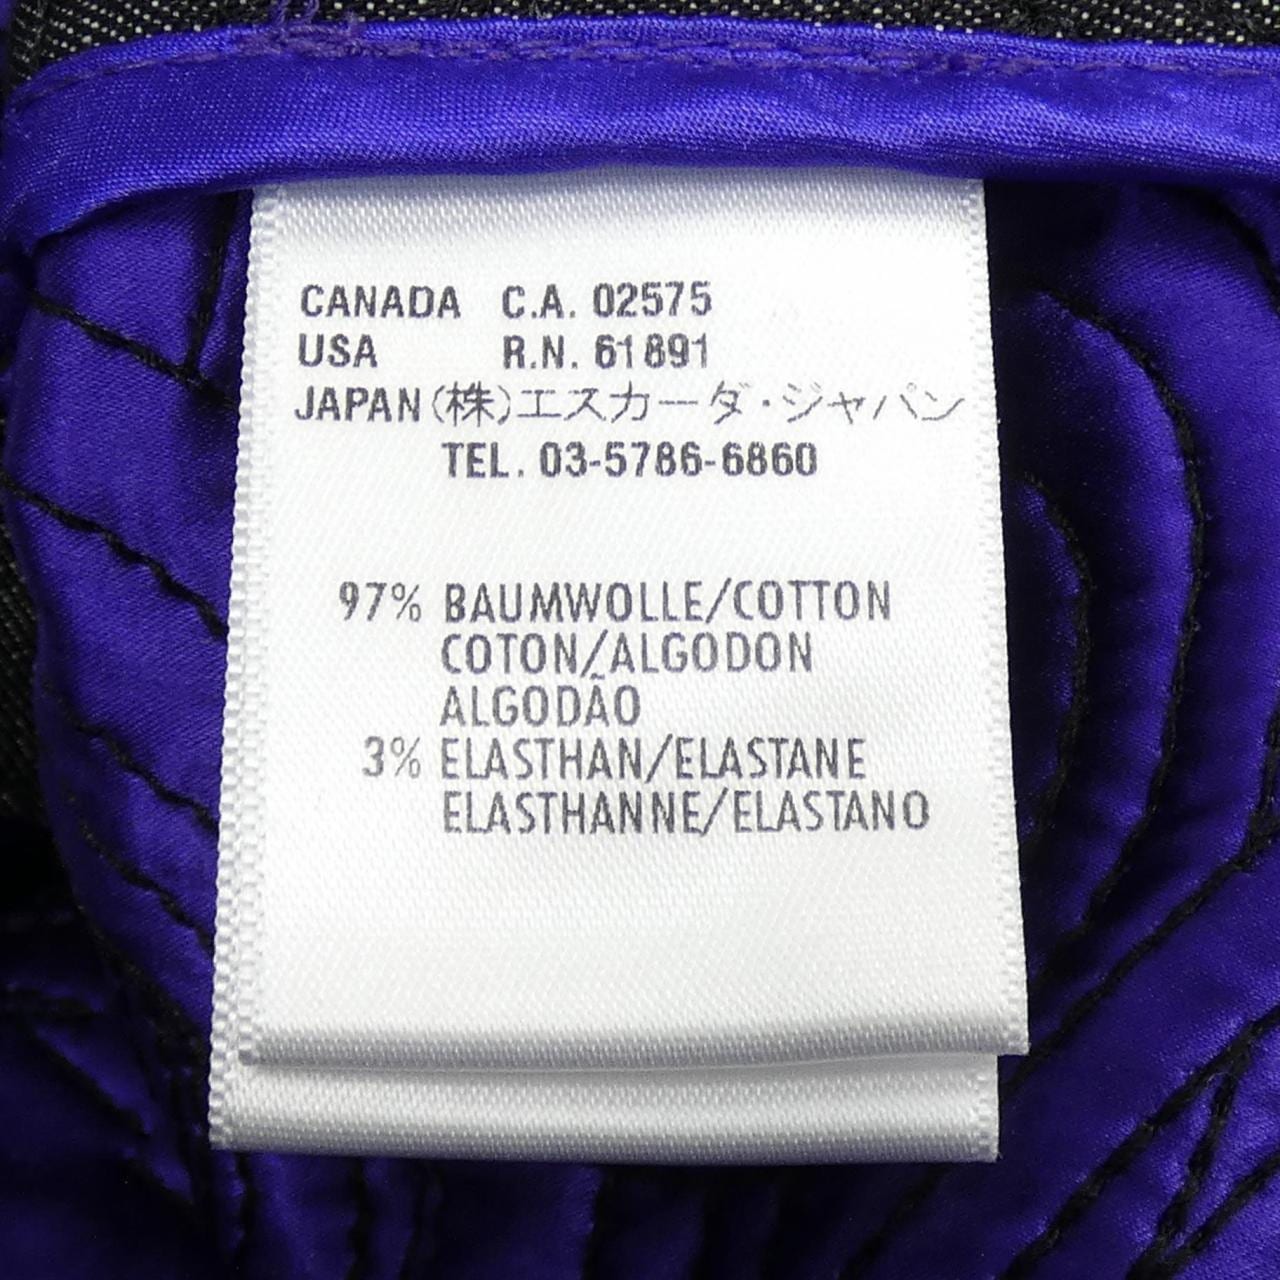 CANADA C.A. 02575
USA R.N. 61891
JAPAN (株)エスカーダ・ジャパン
TEL. 03-5786-6860
97% BAUMWOLLE/COTTON
COTON/ALGODON
ALGODÃO
3% ELASTHAN/ELASTANE
ELASTHANNE/ELASTANO